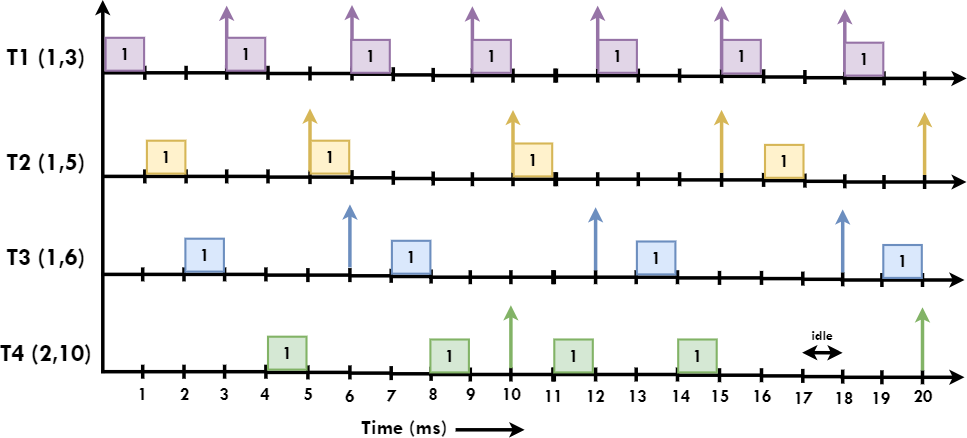 T1 (1,3) 1 1 1 1 1 1 1
T2 (1,5) 1 1 1 1
T3 (1,6) 1 1 1 1
idle
T4 (2,10) 1 1 1 1
1 2 3 4 5 6 7 8 9 10 11 12 13 14 15 16 17 18 19 20
Time (ms)